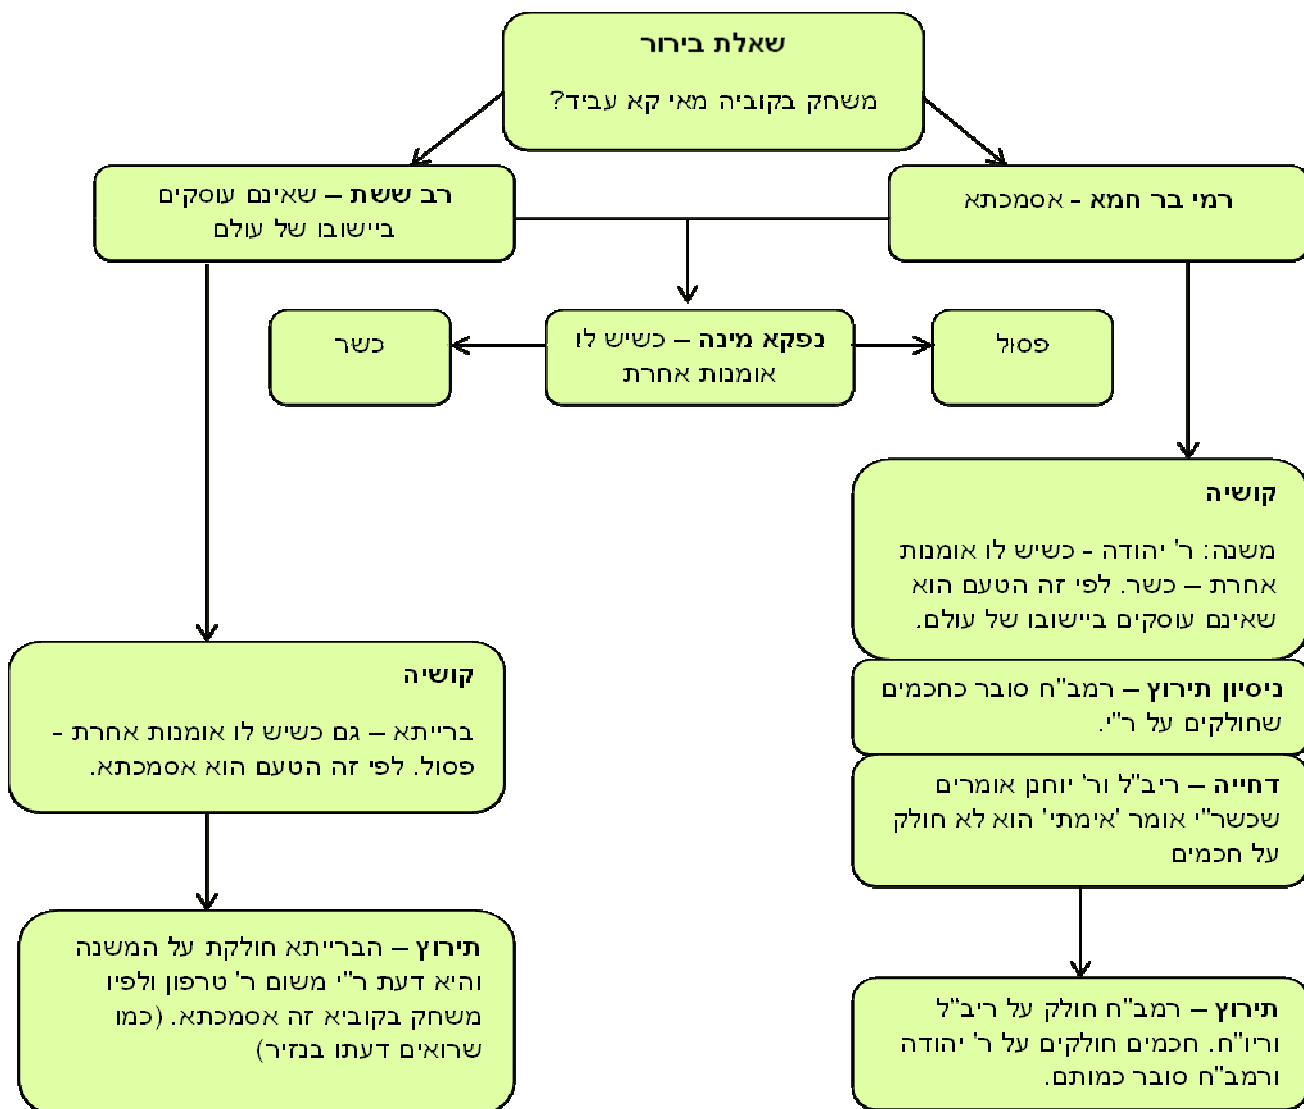 שאלת בירור
משחק בקוביה מאי קא עביד?
רמי בר חמא - אסמכתא
רב ששת – שאינם עוסקים
ביישובו של עולם
פסול
נפקא מינה – כשיש לו
אומנות אחרת
כשר
קושיה
משנה: ר' יהודה - כשיש לו אומנות
אחרת – כשר. לפי זה הטעם הוא
שאינם עוסקים ביישובו של עולם.
ניסיון תירוץ – רמב"ח סובר כחכמים
שחולקים על ר"י.
דחייה – ריב"ל ור' יוחנן אומרים
שכשר"י אומר 'אימתי' הוא לא חולק
על חכמים
תירוץ – רמב"ח חולק על ריב"ל
וריו"ח. חכמים חולקים על ר' יהודה
ורמב"ח סובר כמותם.
קושיה
ברייתא – גם כשיש לו אומנות אחרת -
פסול. לפי זה הטעם הוא אסמכתא.
תירוץ – הברייתא חולקת על המשנה
והיא דעת ר"י משום ר' טרפון ולפיו
משחק בקוביא זה אסמכתא. (כמו
שרואים דעתו בנזיר)